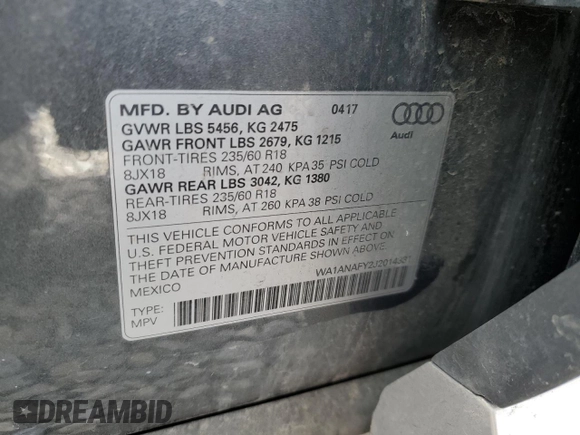 MFD. BY AUDI AG 0417
Audi
GVWR LBS 5456, KG 2475
GAWR FRONT LBS 2679, KG 1215
FRONT-TIRES 235/60 R18
8JX18 RIMS, AT 240 KPA 35 PSI COLD
GAWR REAR LBS 3042, KG 1380
REAR-TIRES 235/60 R18
8JX18 RIMS, AT 260 KPA 38 PSI COLD
THIS VEHICLE CONFORMS TO ALL APPLICABLE
U.S. FEDERAL MOTOR VEHICLE SAFETY AND
THEFT PREVENTION STANDARDS IN EFFECT ON
THE DATE OF MANUFACTURE SHOWN ABOVE.
MEXICO
TYPE:
MPV
DREAMBID